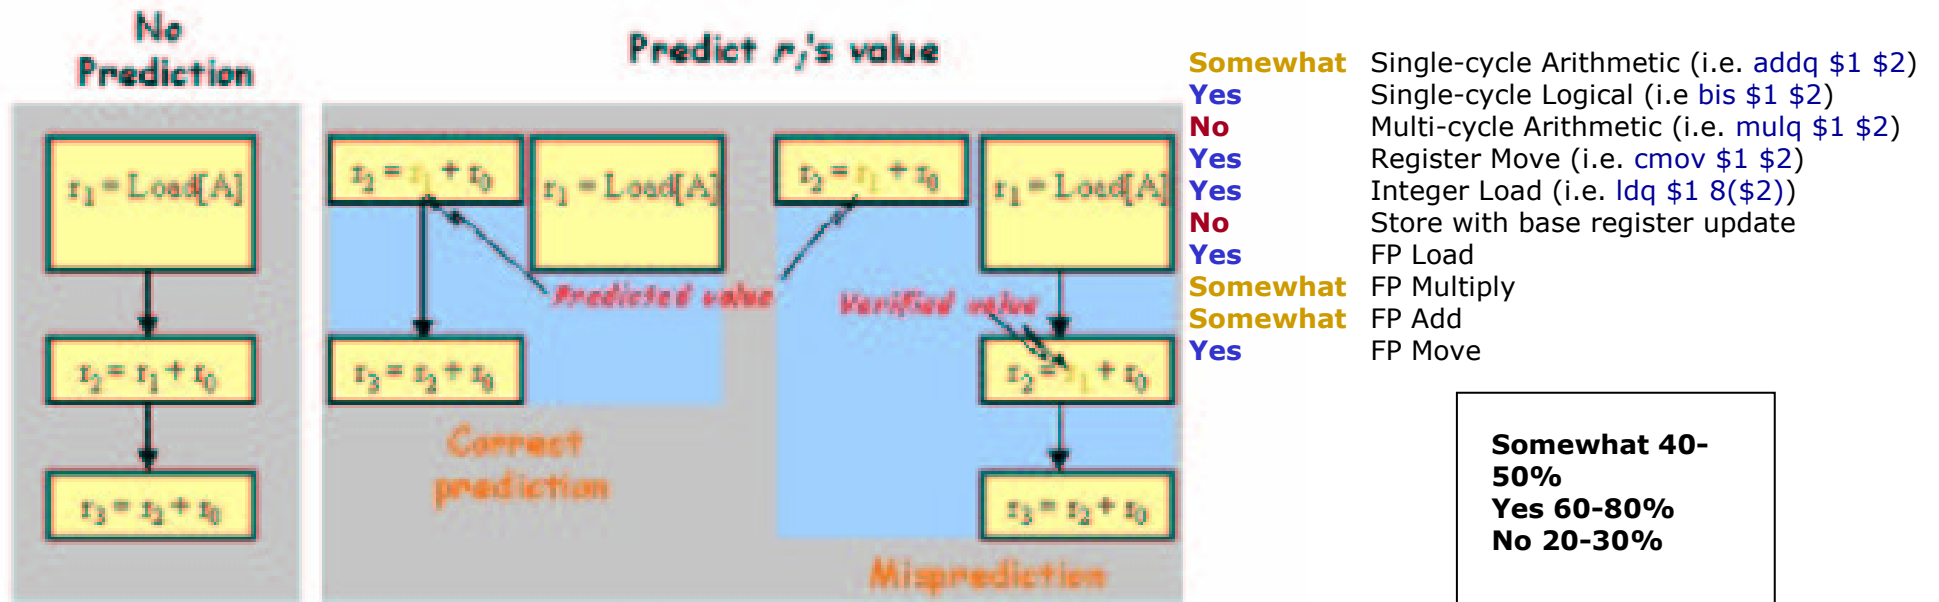 No
Prediction
r1 = Load[A]
r2 = r1 + r0
r3 = r2 + r0
Predict r1's value
r2 = r1 + r0
r1 = Load[A]
r3 = r2 + r0
Correct
prediction
Predicted value
r2 = r1 + r0
r1 = Load[A]
Verified value
r2 = r1 + r0
r3 = r2 + r0
Misprediction
Somewhat Single-cycle Arithmetic (i.e. addq $1 $2)
Yes Single-cycle Logical (i.e bis $1 $2)
No Multi-cycle Arithmetic (i.e. mulq $1 $2)
Yes Register Move (i.e. cmov $1 $2)
Yes Integer Load (i.e. ldq $1 8($2))
No Store with base register update
Yes FP Load
Somewhat FP Multiply
Somewhat FP Add
Yes FP Move
Somewhat 40-
50%
Yes 60-80%
No 20-30%